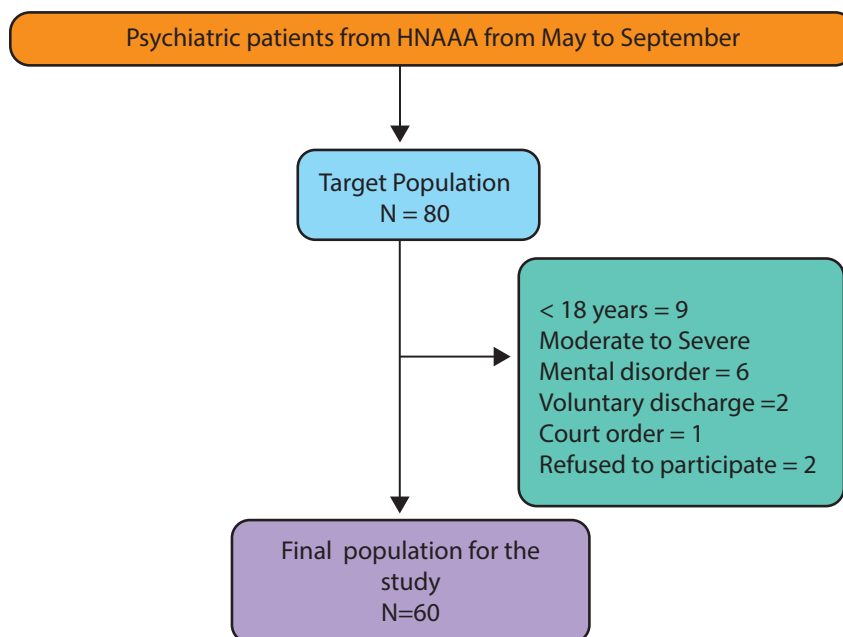 Psychiatric patients from HNAAA from May to September
Target Population
N = 80
< 18 years = 9
Moderate to Severe
Mental disorder = 6
Voluntary discharge =2
Court order = 1
Refused to participate = 2
Final population for the
study
N=60